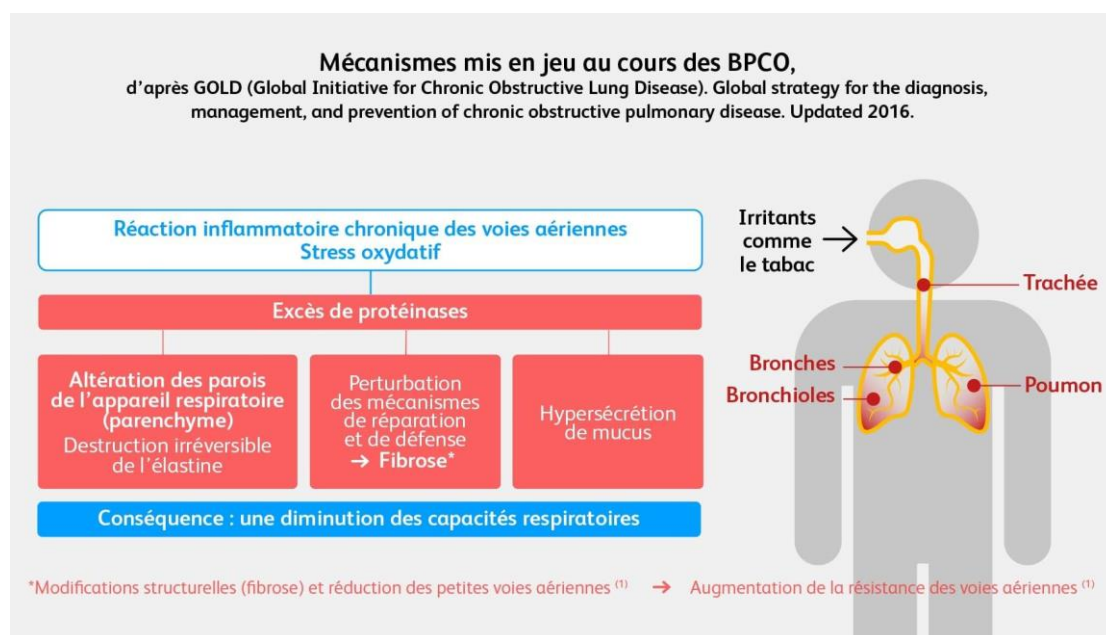 Mécanismes mis en jeu au cours des BPCO,
d’après GOLD (Global Initiative for Chronic Obstructive Lung Disease). Global strategy for the diagnosis,
management, and prevention of chronic obstructive pulmonary disease. Updated 2016.
Réaction inflammatoire chronique des voies aériennes
Stress oxydatif
Excès de protéinases
Altération des parois
de l’appareil respiratoire
(parenchyme)
Destruction irréversible
de l’élastine
Perturbation
des mécanismes
de réparation
et de défense
→ Fibrose*
Hypersécrétion
de mucus
Conséquence : une diminution des capacités respiratoires
Irritants
comme
le tabac
Trachée
Bronches
Bronchioles
Poumon
*Modifications structurelles (fibrose) et réduction des petites voies aériennes (1) → Augmentation de la résistance des voies aériennes (1)